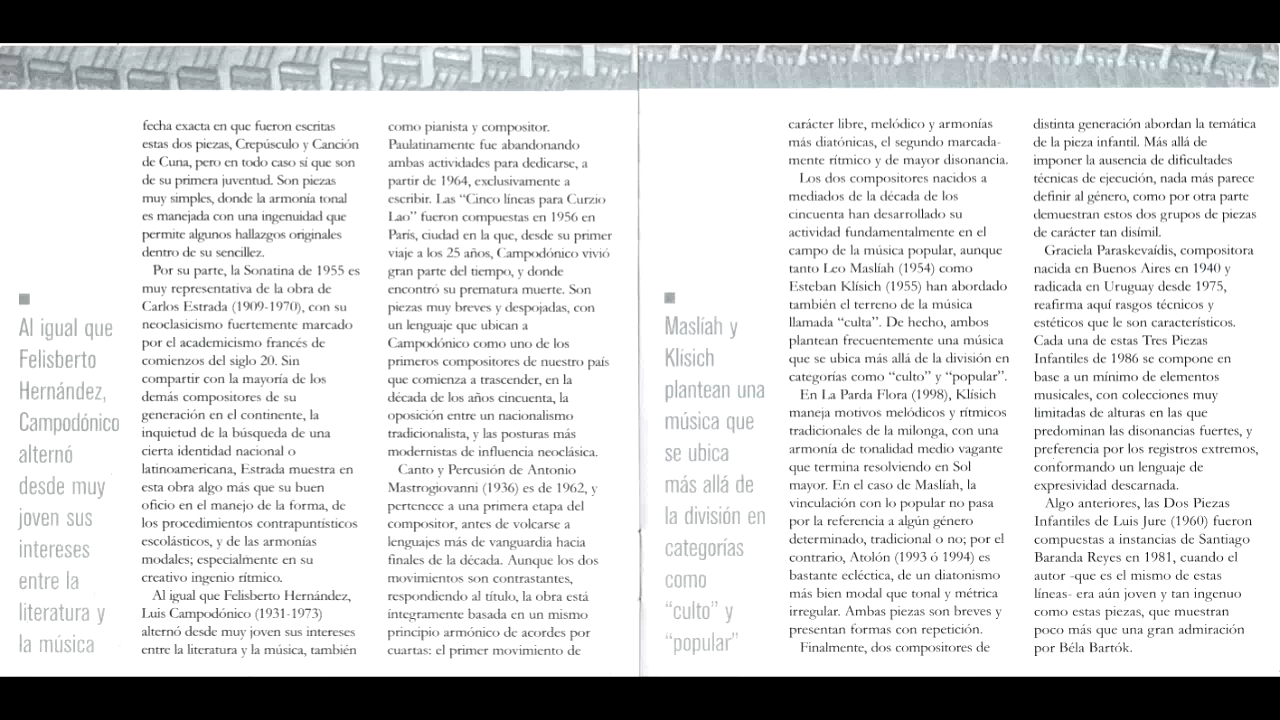 Al igual que
Felisberto
Hernández,
Campodónico
alternó
desde muy
joven sus
intereses
entre la
literatura y
la música
fecha exacta en que fueron escritas
estas dos piezas, Crepúsculo y Canción
de Cuna, pero en todo caso sí que son
de su primera juventud. Son piezas
muy simples, donde la armonía tonal
es manejada con una ingenuidad que
permite algunos hallazgos originales
dentro de su sencillez.
Por su parte, la Sonatina de 1955 es
muy representativa de la obra de
Carlos Estrada (1909-1970), con su
neoclasicismo fuertemente marcado
por el academicismo francés de
comienzos del siglo 20. Sin
compartir con la mayoría de los
demás compositores de su
generación en el continente, la
inquietud de la búsqueda de una
cierta identidad nacional o
latinoamericana, Estrada muestra en
esta obra algo más que su buen
oficio en el manejo de la forma, de
los procedimientos contrapuntísticos
escolásticos, y de las armonías
modales; especialmente en su
creativo ingenio rítmico.
Al igual que Felisberto Hernández,
Luis Campodónico (1931-1973)
alternó desde muy joven sus intereses
entre la literatura y la música, también
como pianista y compositor.
Paulatinamente fue abandonando
ambas actividades para dedicarse, a
partir de 1964, exclusivamente a
escribir. Las "Cinco líneas para Curzio
Lao" fueron compuestas en 1956 en
París, ciudad en la que, desde su primer
viaje a los 25 años, Campodónico vivió
gran parte del tiempo, y donde
encontró su prematura muerte. Son
piezas muy breves y despojadas, con
un lenguaje que ubican a
Campodónico como uno de los
primeros compositores de nuestro país
que comienza a trascender, en la
década de los años cincuenta, la
oposición entre un nacionalismo
tradicionalista, y las posturas más
modernistas de influencia neoclásica.
Canto y Percusión de Antonio
Mastrogiovanni (1936) es de 1962, y
pertenece a una primera etapa del
compositor, antes de volcarse a
lenguajes más de vanguardia hacia
finales de la década. Aunque los dos
movimientos son contrastantes,
respondiendo al título, la obra está
íntegramente basada en un mismo
principio armónico de acordes por
cuartas: el primer movimiento de
Maslíah y
Klísich
plantean una
música que
se ubica
más allá de
la división en
categorías
como
"culto" y
"popular"
carácter libre, melódico y armonías
más diatónicas, el segundo marcada-
mente rítmico y de mayor disonancia.
Los dos compositores nacidos a
mediados de la década de los
cincuenta han desarrollado su
actividad fundamentalmente en el
campo de la música popular, aunque
tanto Leo Maslíah (1954) como
Esteban Klísich (1955) han abordado
también el terreno de la música
llamada "culta". De hecho, ambos
plantean frecuentemente una música
que se ubica más allá de la división en
categorías como "culto" y "popular".
En La Parda Flora (1998), Klísich
maneja motivos melódicos y rítmicos
tradicionales de la milonga, con una
armonía de tonalidad medio vagante
que termina resolviendo en Sol
mayor. En el caso de Maslíah, la
vinculación con lo popular no pasa
por la referencia a algún género
determinado, tradicional o no; por el
contrario, Atolón (1993 ó 1994) es
bastante ecléctica, de un diatonismo
más bien modal que tonal y métrica
irregular. Ambas piezas son breves y
presentan formas con repetición.
Finalmente, dos compositores de
distinta generación abordan la temática
de la pieza infantil. Más allá de
imponer la ausencia de dificultades
técnicas de ejecución, nada más parece
definir al género, como por otra parte
demuestran estos dos grupos de piezas
de carácter tan disímil.
Graciela Paraskevaídis, compositora
nacida en Buenos Aires en 1940 y
radicada en Uruguay desde 1975,
reafirma aquí rasgos técnicos y
estéticos que le son característicos.
Cada una de estas Tres Piezas
Infantiles de 1986 se compone en
base a un mínimo de elementos
musicales, con colecciones muy
limitadas de alturas en las que
predominan las disonancias fuertes, y
preferencia por los registros extremos,
conformando un lenguaje de
expresividad descarnada.
Algo anteriores, las Dos Piezas
Infantiles de Luis Jure (1960) fueron
compuestas a instancias de Santiago
Baranda Reyes en 1981, cuando el
autor -que es el mismo de estas
líneas- era aún joven y tan ingenuo
como estas piezas, que muestran
poco más que una gran admiración
por Béla Bartók.